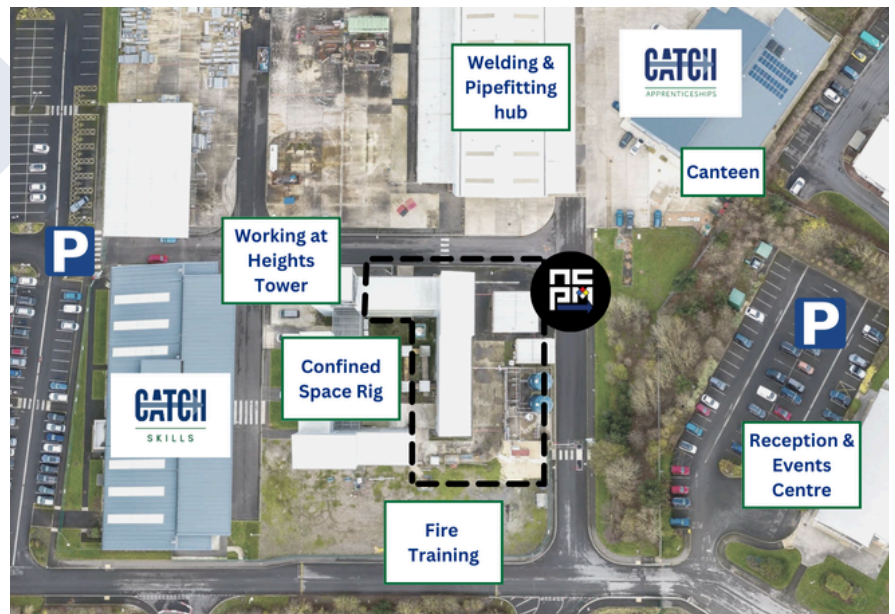 Welding &
Pipefitting
hub
CATCH
APPRENTICESHIPS
Canteen
P
Working at
Heights
Tower
NCPM
P
Confined
Space Rig
CATCH
SKILLS
Reception &
Events
Centre
Fire
Training